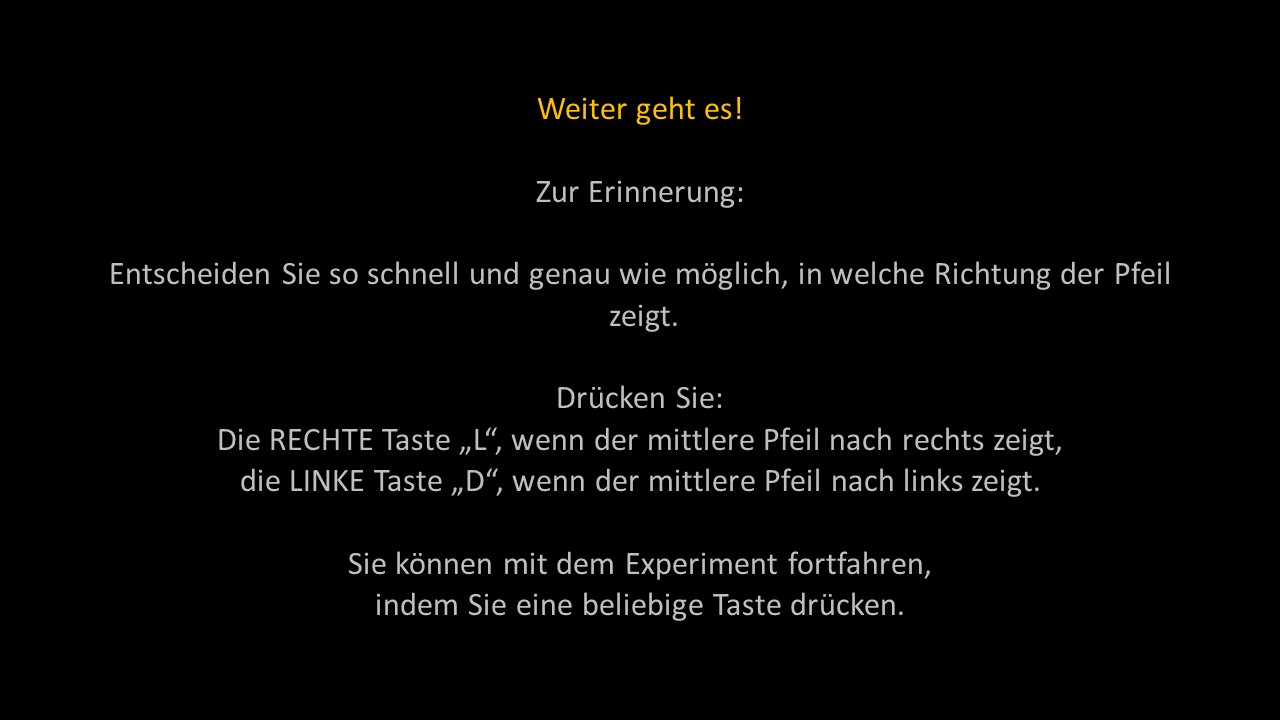 Weiter geht es!
Zur Erinnerung:
Entscheiden Sie so schnell und genau wie möglich, in welche Richtung der Pfeil
zeigt.
Drücken Sie:
Die RECHTE Taste „L“, wenn der mittlere Pfeil nach rechts zeigt,
die LINKE Taste „D“, wenn der mittlere Pfeil nach links zeigt.
Sie können mit dem Experiment fortfahren,
indem Sie eine beliebige Taste drücken.